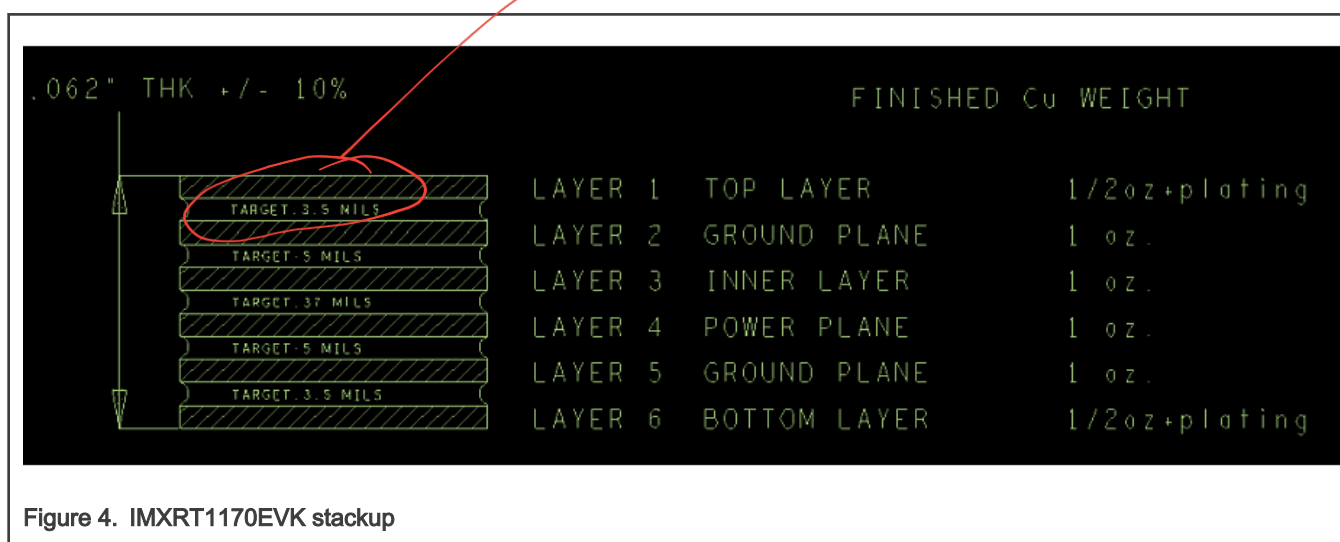 .062" THK +/- 10%
FINISHED Cu WEIGHT
LAYER 1 TOP LAYER 1/2oz+plating
TARGET.3.5 MILS
LAYER 2 GROUND PLANE 1 oz.
TARGET-5 MILS
LAYER 3 INNER LAYER 1 oz.
TARGET.37 MILS
LAYER 4 POWER PLANE 1 oz.
TARGET-5 MILS
LAYER 5 GROUND PLANE 1 oz.
TARGET.3.5 MILS
LAYER 6 BOTTOM LAYER 1/2oz+plating
Figure 4. IMXRT1170EVK stackup